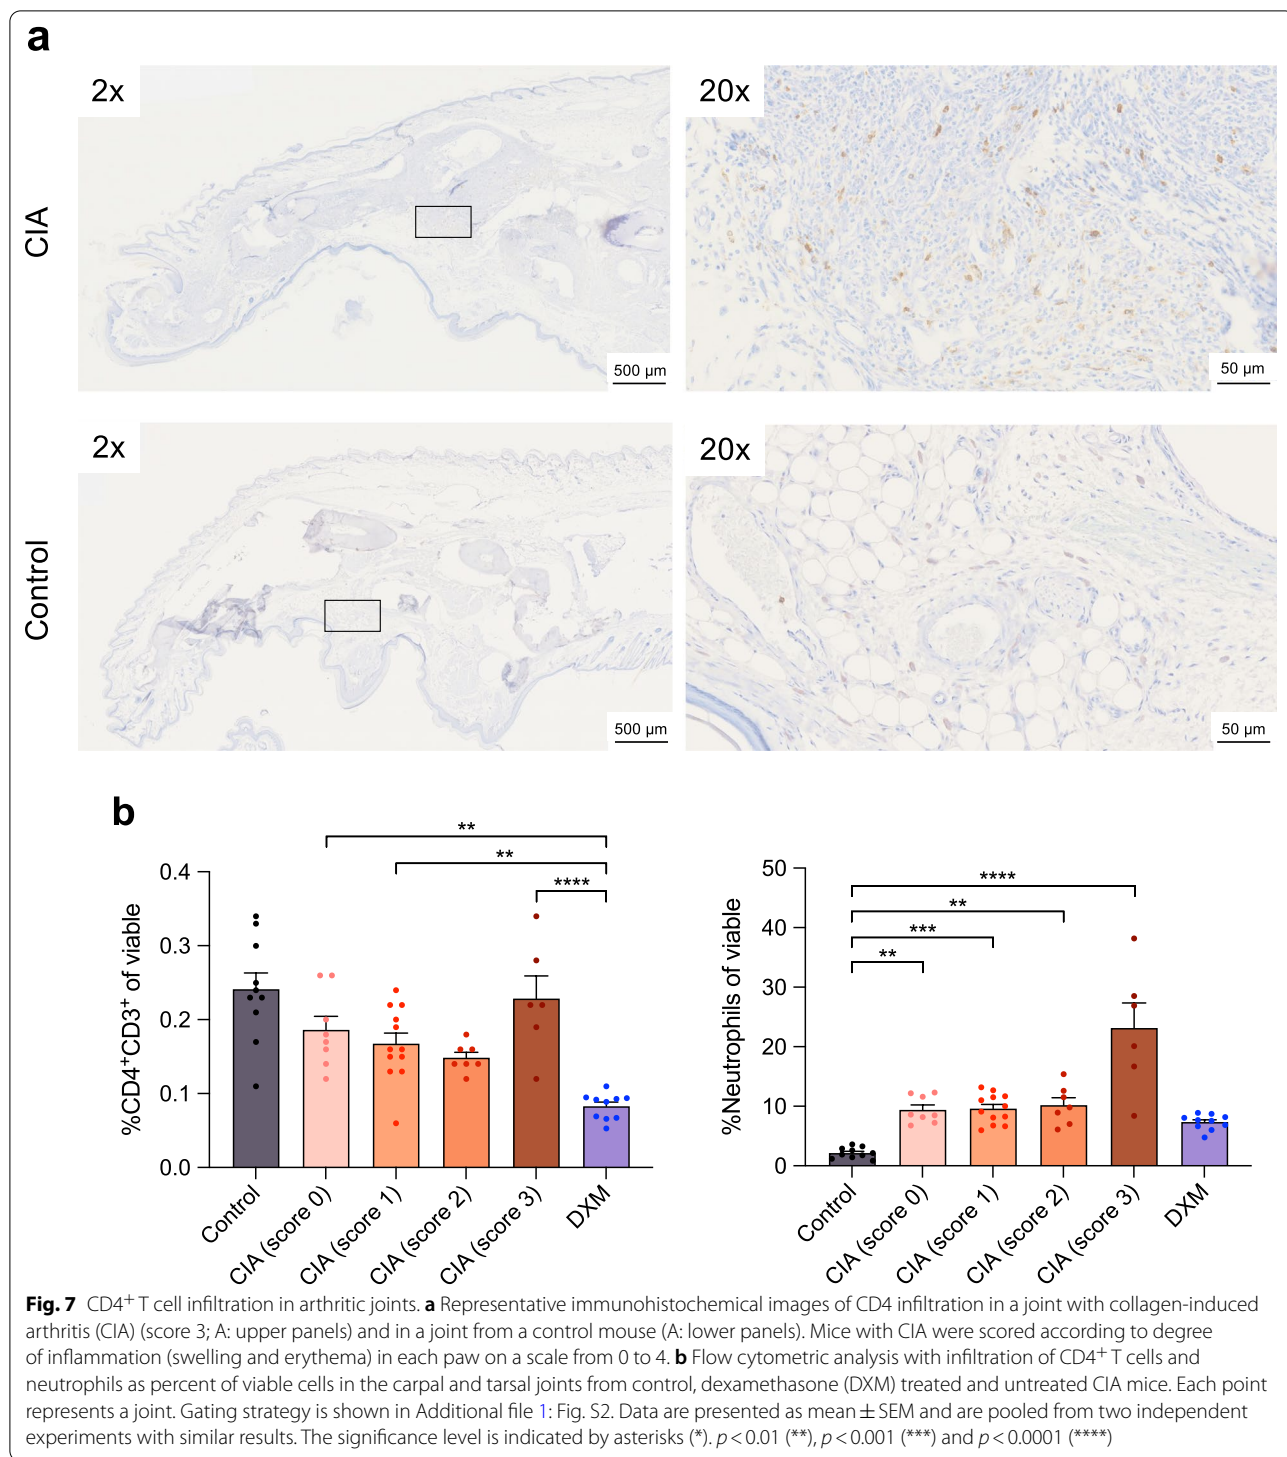 a
2x
20x
CIA
500 µm
50 µm
2x
20x
Control
500 µm
50 µm
b
**
**
****
%CD4+CD3+ of viable
0.4
0.3
0.2
0.1
0.0
Control
CIA (score 0)
CIA (score 1)
CIA (score 2)
CIA (score 3)
DXM
****
**
***
**
%Neutrophils of viable
50
40
30
20
10
0
Control
CIA (score 0)
CIA (score 1)
CIA (score 2)
CIA (score 3)
DXM
Fig. 7 CD4+ T cell infiltration in arthritic joints. a Representative immunohistochemical images of CD4 infiltration in a joint with collagen-induced
arthritis (CIA) (score 3; A: upper panels) and in a joint from a control mouse (A: lower panels). Mice with CIA were scored according to degree
of inflammation (swelling and erythema) in each paw on a scale from 0 to 4. b Flow cytometric analysis with infiltration of CD4+ T cells and
neutrophils as percent of viable cells in the carpal and tarsal joints from control, dexamethasone (DXM) treated and untreated CIA mice. Each point
represents a joint. Gating strategy is shown in Additional file 1: Fig. S2. Data are presented as mean ± SEM and are pooled from two independent
experiments with similar results. The significance level is indicated by asterisks (*). p < 0.01 (**), p < 0.001 (***) and p < 0.0001 (****)